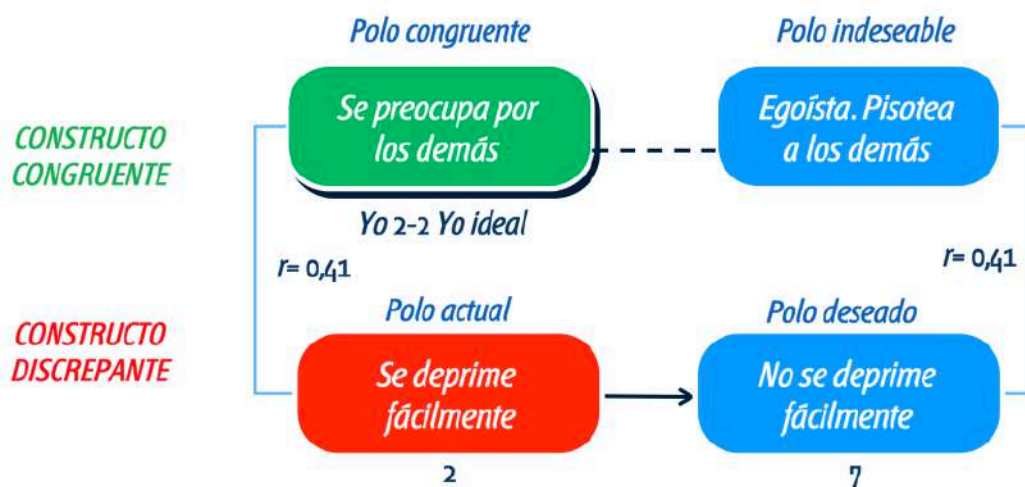 Polo congruente
Polo indeseable
CONSTRUCTO
CONGRUENTE
Se preocupa por
los demás
Egoísta. Pisotea
a los demás
Yo 2-2 Yo ideal
r= 0,41
r= 0,41
CONSTRUCTO
DISCREPANTE
Polo actual
Polo deseado
Se deprime
fácilmente
No se deprime
fácilmente
2
7